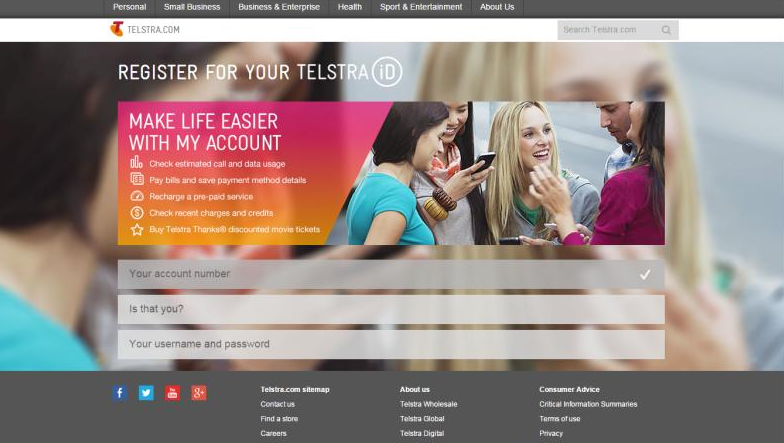 Personal Small Business Business & Enterprise Health Sport & Entertainment About Us
T TELSTRA.COM
Search Telstra.com
REGISTER FOR YOUR TELSTRA iD
MAKE LIFE EASIER
WITH MY ACCOUNT
Check estimated call and data usage
Pay bills and save payment method details
Recharge a pre-paid service
$ Check recent charges and credits
Buy Telstra Thanks® discounted movie tickets
Your account number
Is that you?
Your username and password
f You Tube g+
Telstra.com sitemap About us Consumer Advice
Contact us Telstra Wholesale Critical Information Summaries
Find a store Telstra Global Terms of use
Careers Telstra Digital Privacy